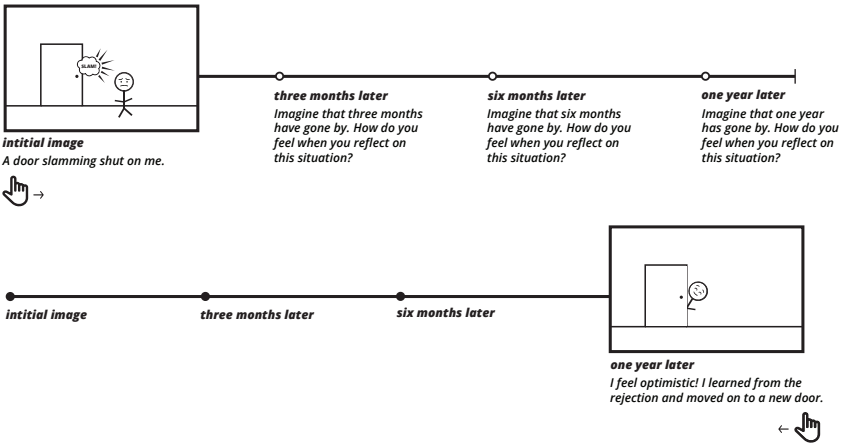 SLAM!
intitial image
A door slamming shut on me.
three months later
Imagine that three months
have gone by. How do you
feel when you reflect on
this situation?
six months later
Imagine that six months
have gone by. How do you
feel when you reflect on
this situation?
one year later
Imagine that one year
has gone by. How do you
feel when you reflect on
this situation?
intitial image
three months later
six months later
one year later
I feel optimistic! I learned from the
rejection and moved on to a new door.